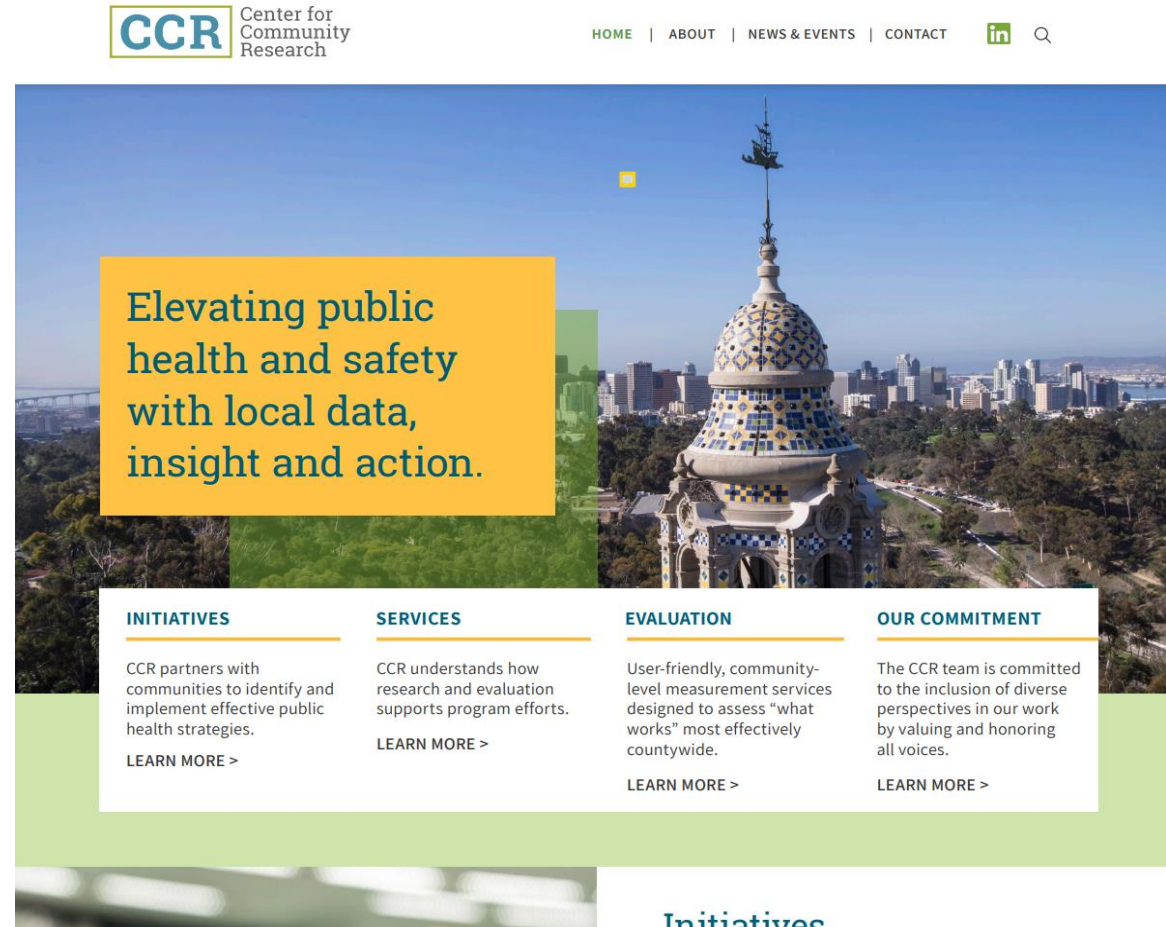 CCR
Center for
Community
Research
HOME | ABOUT | NEWS & EVENTS | CONTACT
in
Elevating public
health and safety
with local data,
insight and action.
INITIATIVES
CCR partners with
communities to identify and
implement effective public
health strategies.
LEARN MORE >
SERVICES
CCR understands how
research and evaluation
supports program efforts.
LEARN MORE >
EVALUATION
User-friendly, community-
level measurement services
designed to assess “what
works” most effectively
countywide.
LEARN MORE >
OUR COMMITMENT
The CCR team is committed
to the inclusion of diverse
perspectives in our work
by valuing and honoring
all voices.
LEARN MORE >
Initiatives